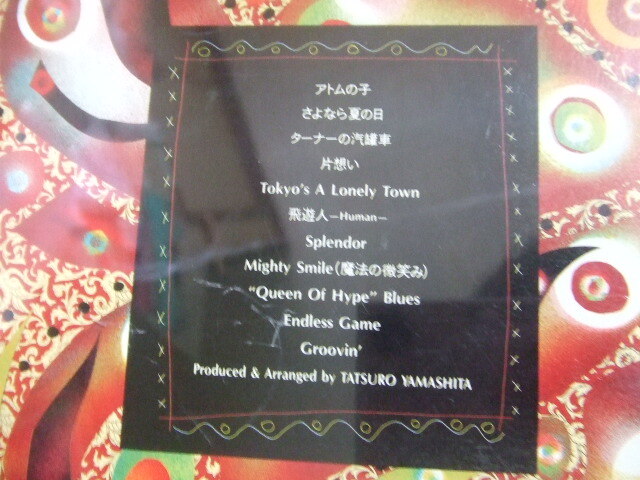 アトムの子
さよなら夏の日
ターナーの汽罐車
片想い
Tokyo's A Lonely Town
飛遊人－Human－
Splendor
Mighty Smile(魔法の微笑み)
"Queen Of Hype" Blues
Endless Game
Groovin'
Produced & Arranged by TATSURO YAMASHITA